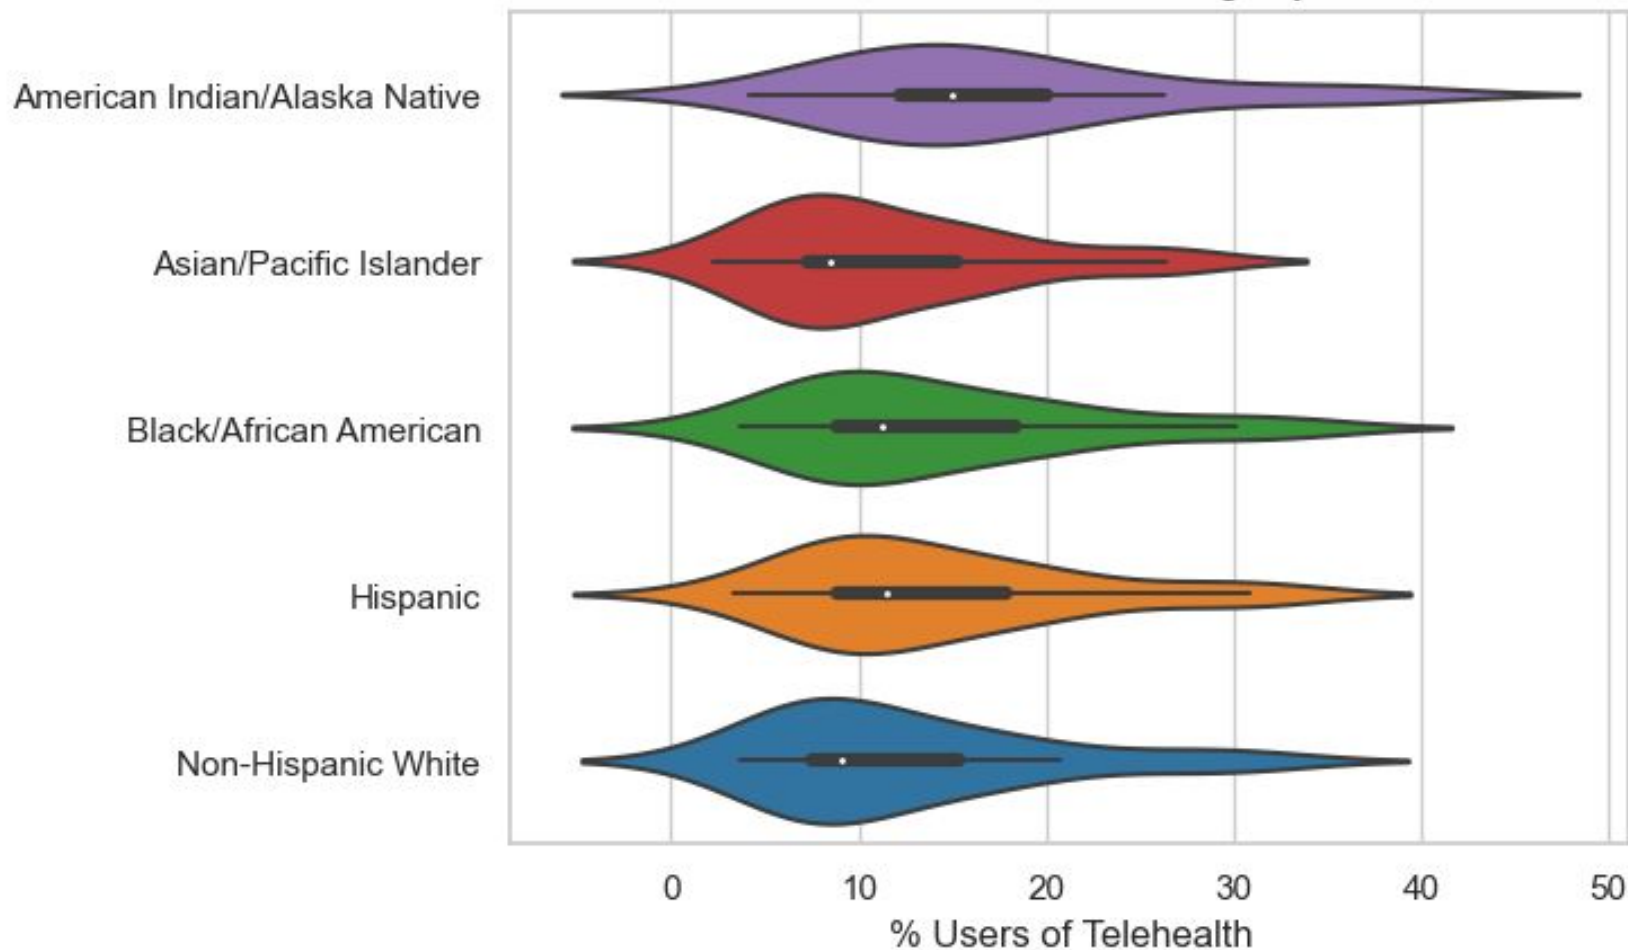 American Indian/Alaska Native
Asian/Pacific Islander
Black/African American
Hispanic
Non-Hispanic White
0 10 20 30 40 50
% Users of Telehealth